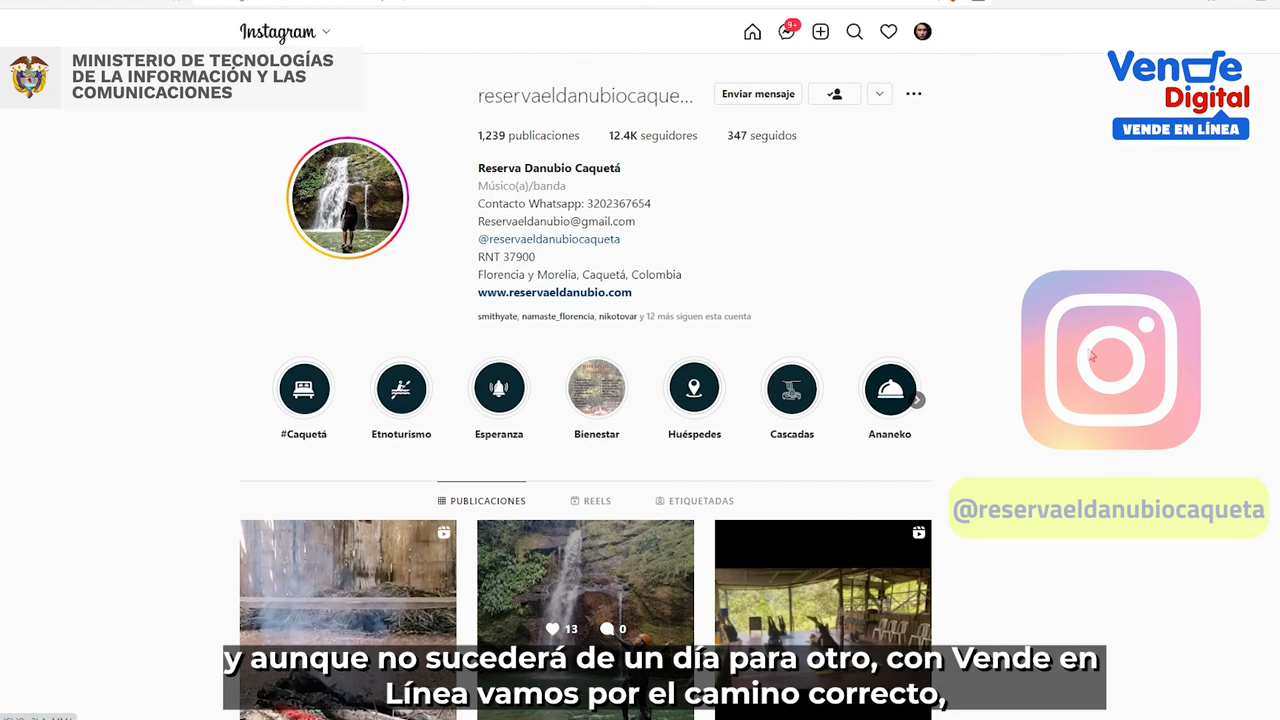 Instagram
9+
MINISTERIO DE TECNOLOGÍAS
DE LA INFORMACIÓN Y LAS
COMUNICACIONES
Vende
Digital
VENDE EN LÍNEA
reservaeldanubiocaque...
Enviar mensaje
1,239 publicaciones 12.4K seguidores 347 seguidos
Reserva Danubio Caquetá
Músico(a)/banda
Contacto Whatsapp: 3202367654
Reservaeldanubio@gmail.com
@reservaeldanubiocaqueta
RNT 37900
Florencia y Morelia, Caquetá, Colombia
www.reservaeldanubio.com
smithyate, namaste_florencia, nikotovar y 12 más siguen esta cuenta
#Caquetá Etnoturismo Esperanza Bienestar Huéspedes Cascadas Ananeko
@reservaeldanubiocaqueta
PUBLICACIONES REELS ETIQUETADAS
13 0
y aunque no sucederá de un día para otro, con Vende en
Línea vamos por el camino correcto,